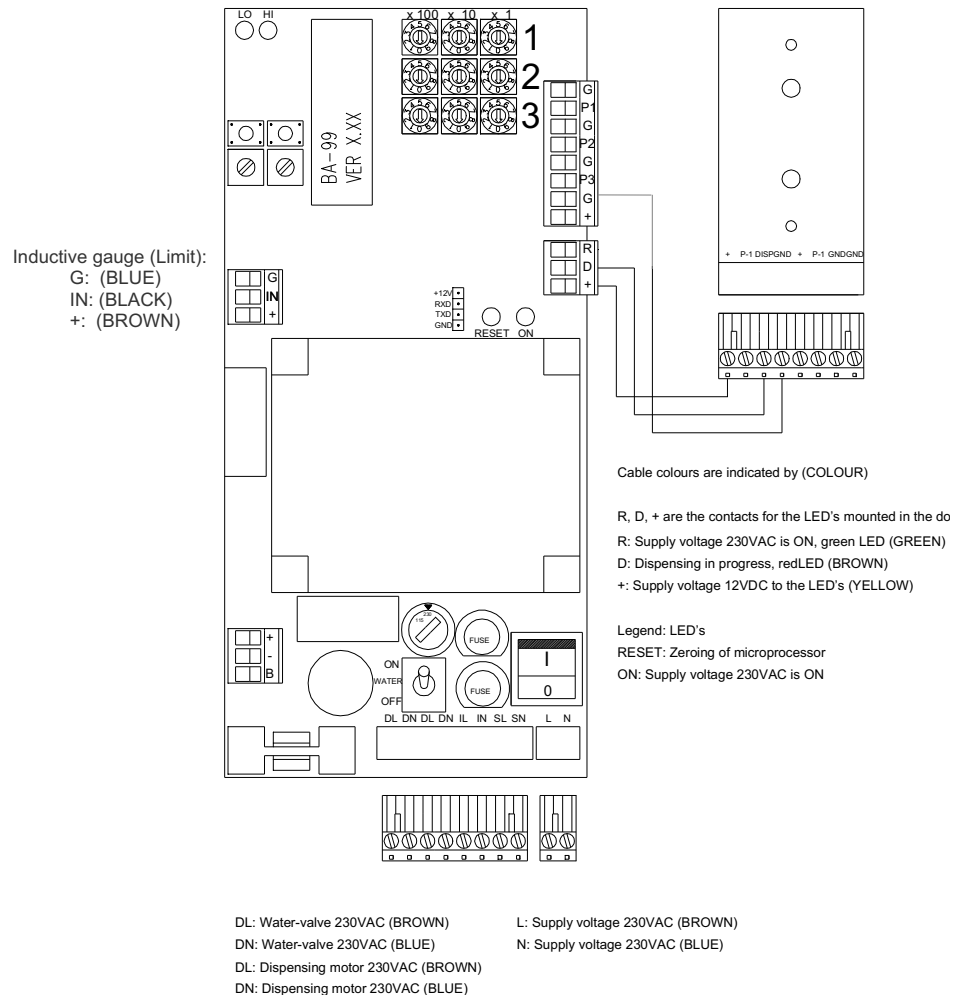 LO HI
x 100 x 10 x 1
1
2
3
BA-99
VER X.XX
G
P1
G
P2
G
P3
G
+
R
D
+
+ P-1 DISPGND + P-1 GNDGND
Inductive gauge (Limit):
G: (BLUE)
IN: (BLACK)
+: (BROWN)
G
IN
+
+12V
RXD
TXD
GND
RESET ON
Cable colours are indicated by (COLOUR)
R, D, + are the contacts for the LED's mounted in the do
R: Supply voltage 230VAC is ON, green LED (GREEN)
D: Dispensing in progress, redLED (BROWN)
+: Supply voltage 12VDC to the LED's (YELLOW)
Legend: LED's
RESET: Zeroing of microprocessor
ON: Supply voltage 230VAC is ON
+
-
B
230
115
FUSE
FUSE
ON
WATER
OFF
I
0
DL DN DL DN IL IN SL SN L N
DL: Water-valve 230VAC (BROWN)
DN: Water-valve 230VAC (BLUE)
DL: Dispensing motor 230VAC (BROWN)
DN: Dispensing motor 230VAC (BLUE)
L: Supply voltage 230VAC (BROWN)
N: Supply voltage 230VAC (BLUE)